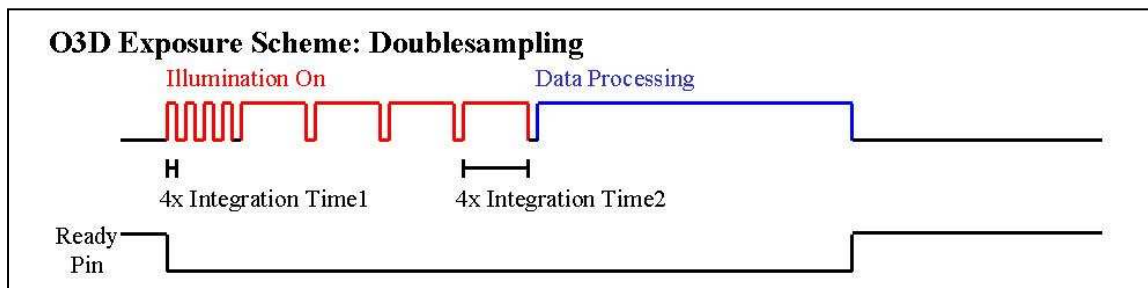 O3D Exposure Scheme: Doublesampling
Illumination On
Data Processing
4x Integration Time1
4x Integration Time2
Ready
Pin